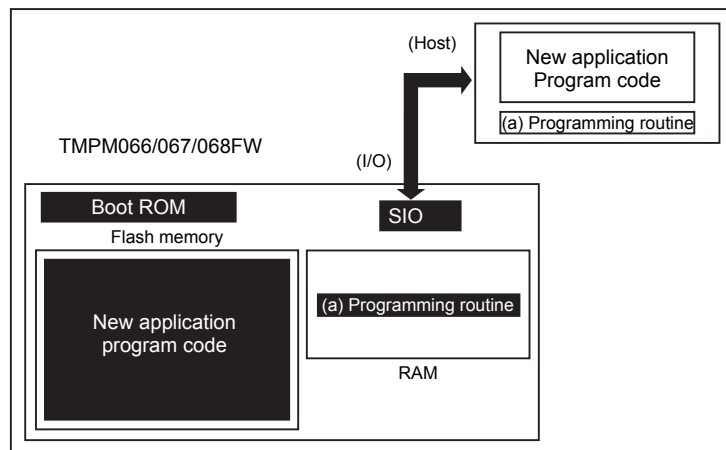 (Host)
New application
Program code
(a) Programming routine
TMPM066/067/068FW
(I/O)
Boot ROM
SIO
Flash memory
New application
program code
(a) Programming routine
RAM